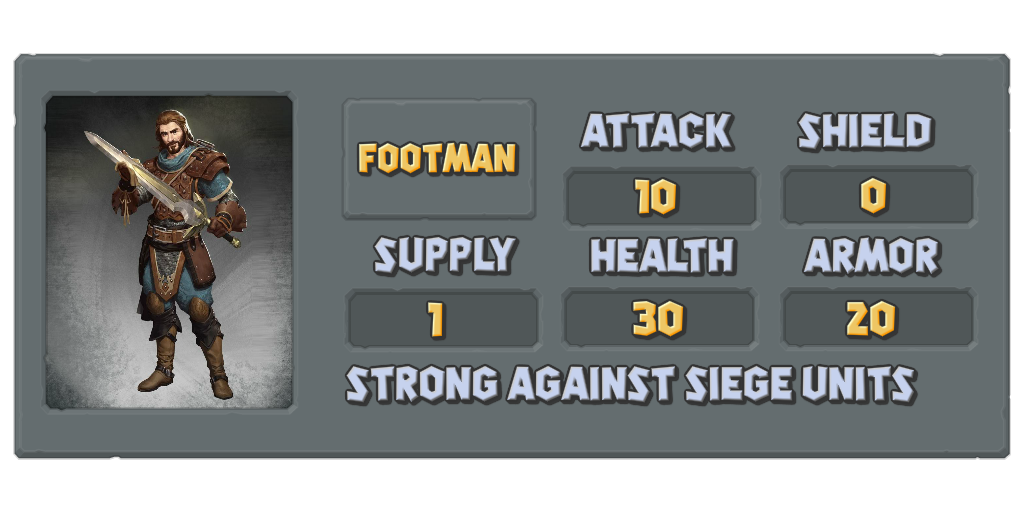 FOOTMAN
ATTACK
10
SHIELD
0
SUPPLY
1
HEALTH
30
ARMOR
20
STRONG AGAINST SIEGE UNITS